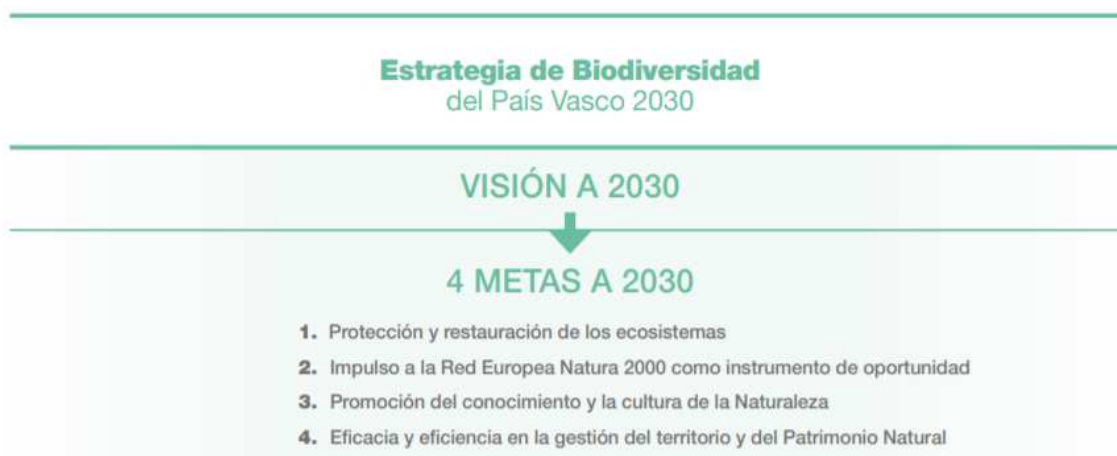 Estrategia de Biodiversidad
del País Vasco 2030
VISIÓN A 2030
4 METAS A 2030
1. Protección y restauración de los ecosistemas
2. Impulso a la Red Europea Natura 2000 como instrumento de oportunidad
3. Promoción del conocimiento y la cultura de la Naturaleza
4. Eficacia y eficiencia en la gestión del territorio y del Patrimonio Natural